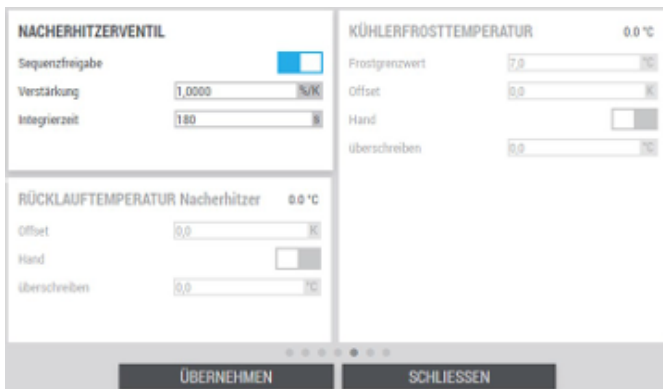 NACHERHITZERVENTIL
Sequenzfreigabe
Verstärkung 1,0000 %/K
Integrierzeit 180 s
RÜCKLAUFTEMPERATUR Nacherhitzer 0.0 °C
Offset 0,0 K
Hand
überschreiben 0,0 °C
KÜHLERFROSTTEMPERATUR 0.0 °C
Frostgrenzwert 7,0 °C
Offset 0,0 K
Hand
überschreiben 0,0 °C
ÜBERNEHMEN SCHLIESSEN